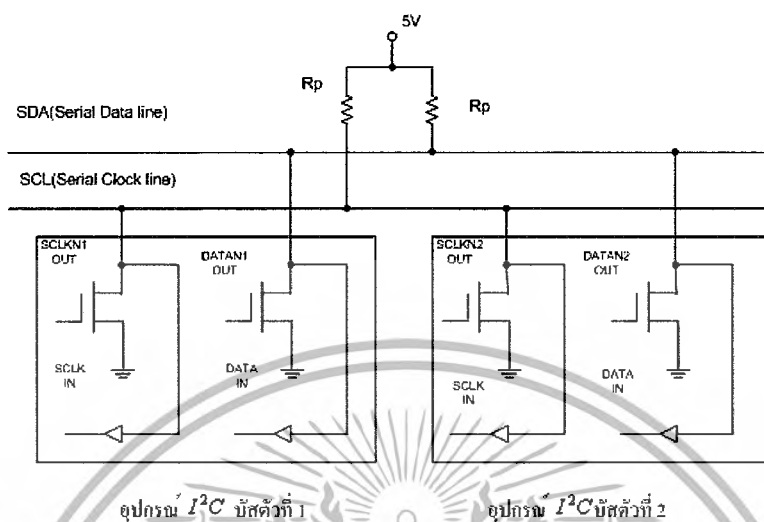 5V
Rp
Rp
SDA(Serial Data line)
SCL(Serial Clock line)
SCLKN1
OUT
DATAN1
OUT
SCLK
IN
DATA
IN
SCLKN2
OUT
DATAN2
OUT
SCLK
IN
DATA
IN
อุปกรณ์ I²C บัสตัวที่ 1
อุปกรณ์ I²C บัสตัวที่ 2